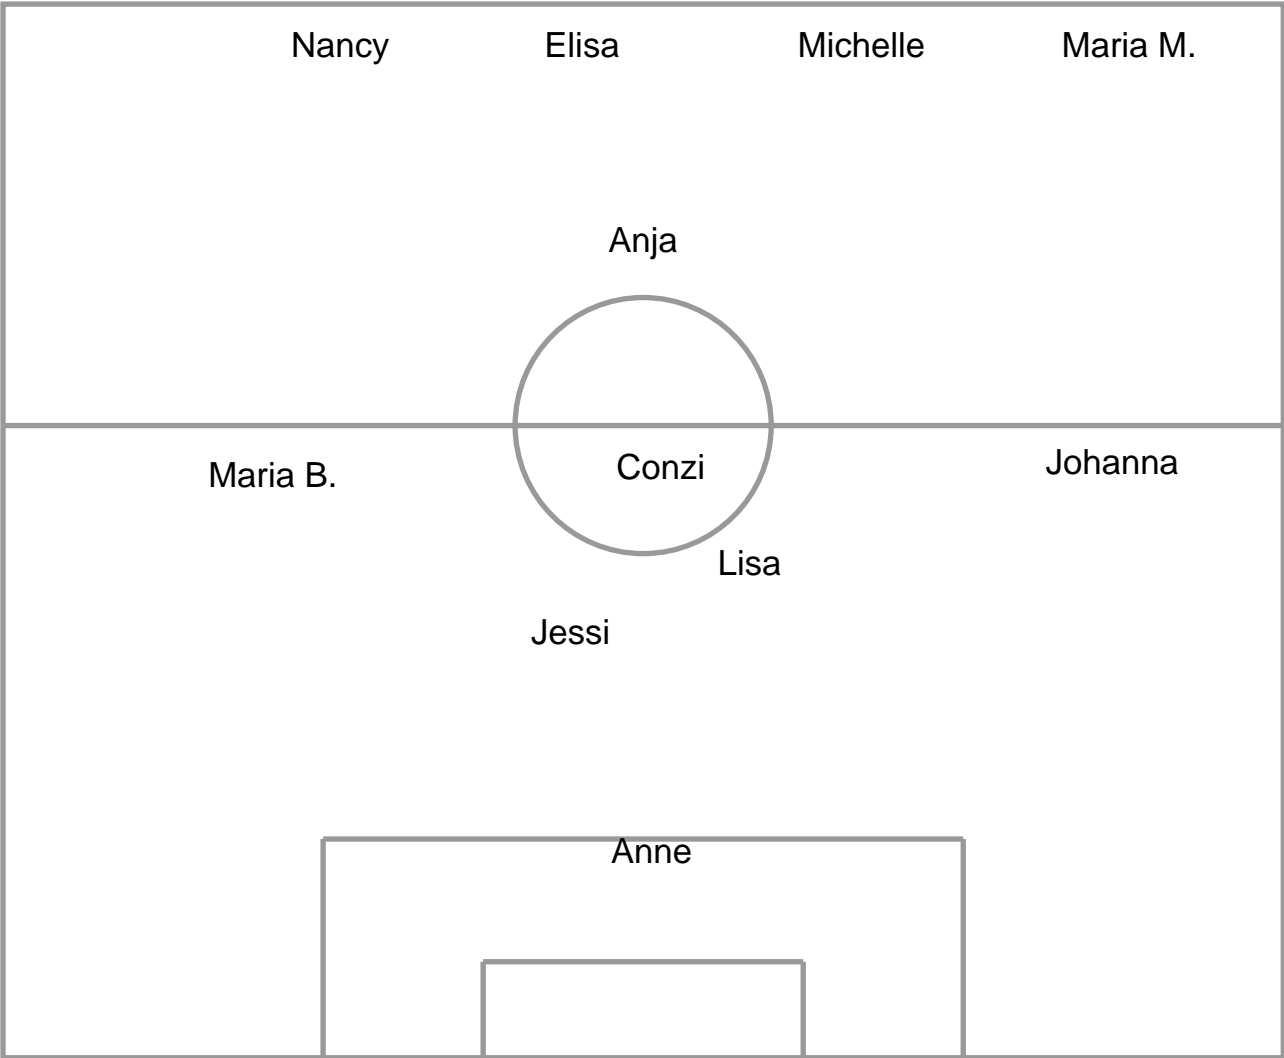 Nancy Elisa Michelle Maria M.
Anja
Maria B. Conzi Johanna
Lisa
Jessi
Anne